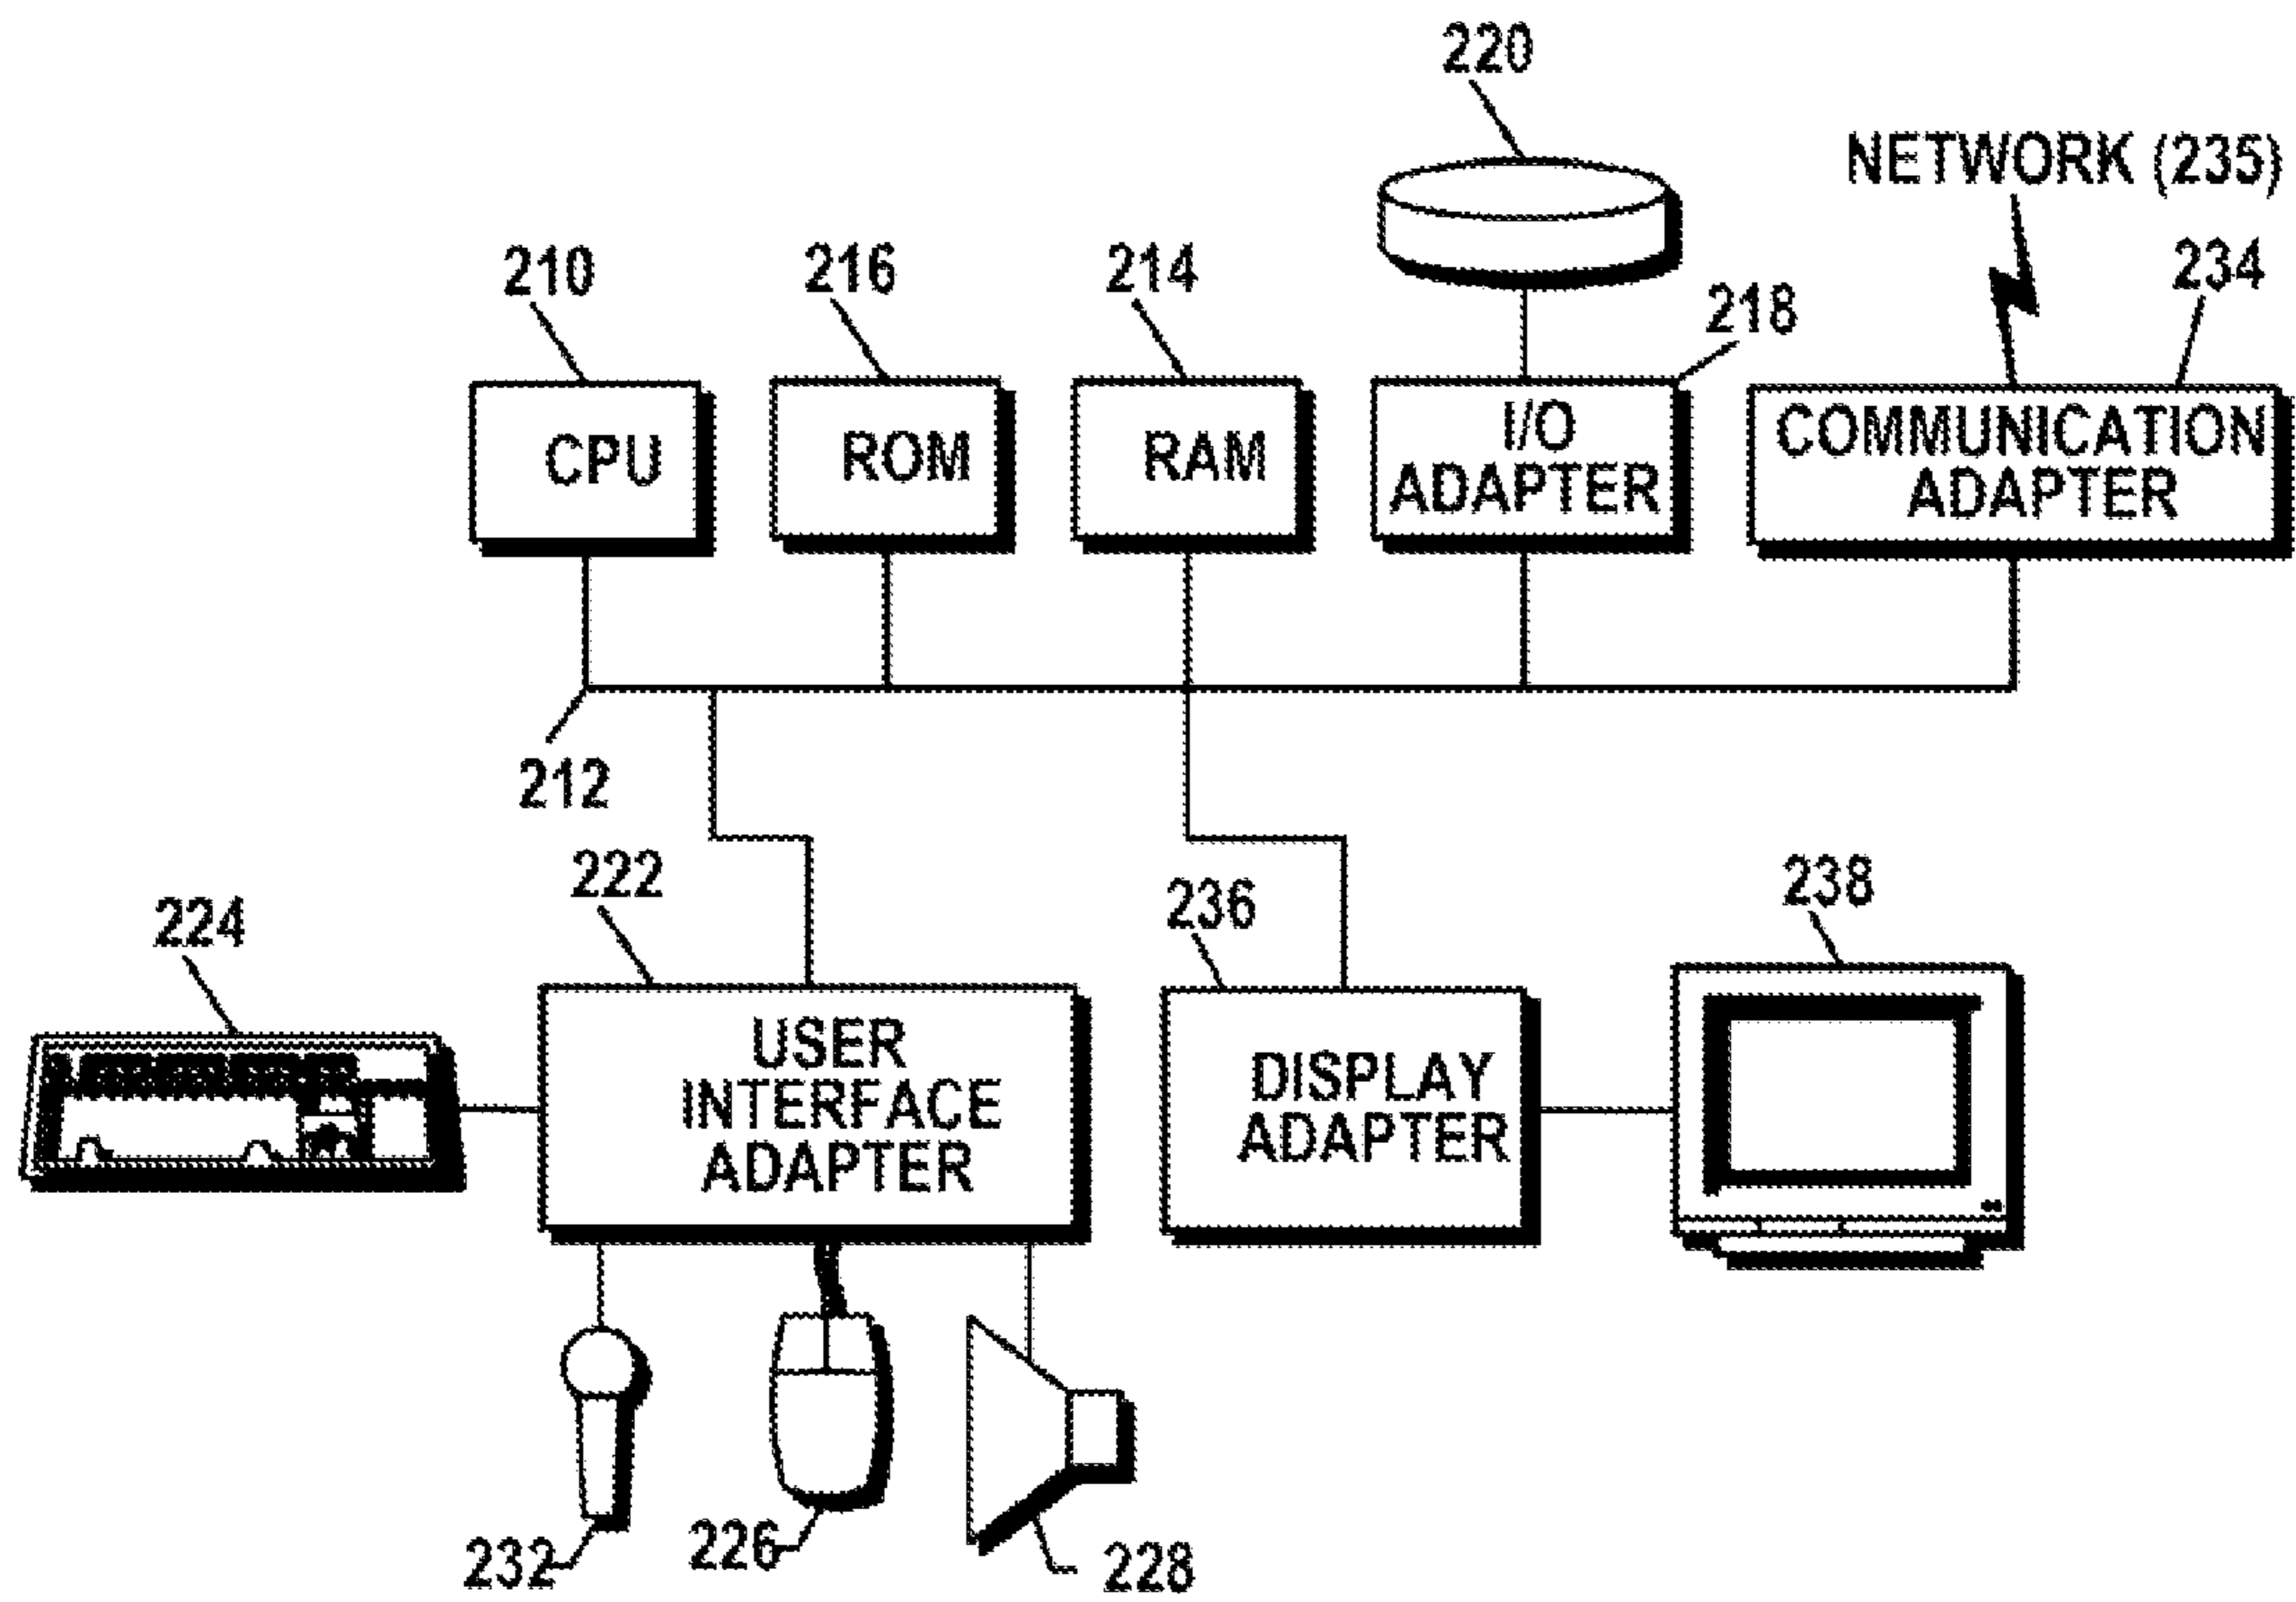 220
NETWORK (235)
210
216
214
218
234
CPU
ROM
RAM
I/O
ADAPTER
COMMUNICATION
ADAPTER
212
222
236
238
224
USER
INTERFACE
ADAPTER
DISPLAY
ADAPTER
232
226
228